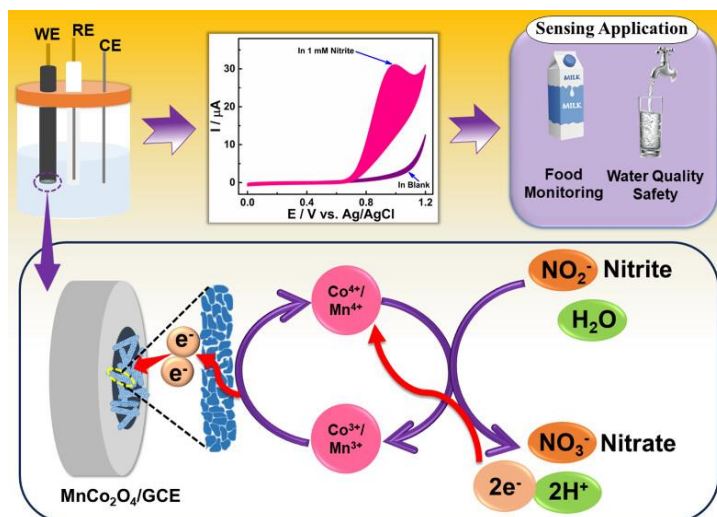 WE
RE
CE
In 1 mM Nitrite
30
20
10
0
I / μA
0.0
0.4
0.8
1.2
In Blank
E / V vs. Ag/AgCl
Sensing Application
MILK
MILK
Food
Monitoring
Water Quality
Safety
NO₂⁻ Nitrite
H₂O
Co⁴⁺/
Mn⁴⁺
e⁻
e⁻
Co³⁺/
Mn³⁺
NO₃⁻ Nitrate
2e⁻
2H⁺
MnCo₂O₄/GCE